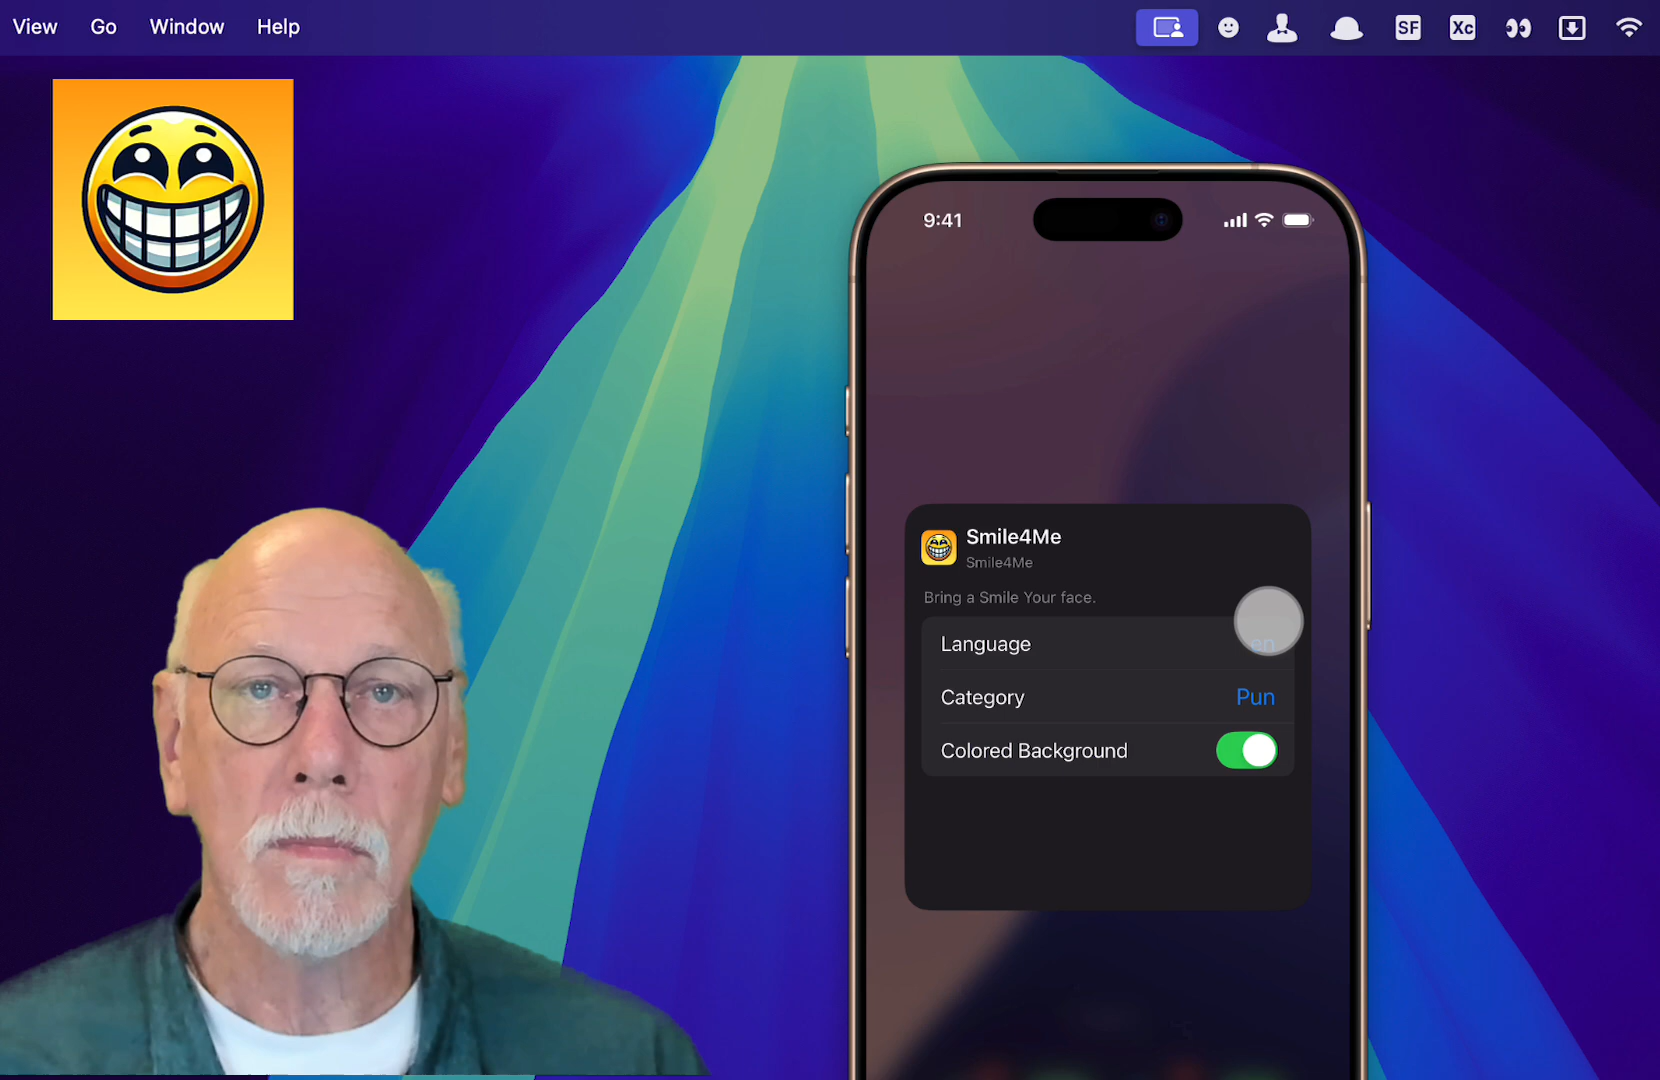 View Go Window Help
SF Xc
9:41
Smile4Me
Smile4Me
Bring a Smile Your face.
Language en
Category Pun
Colored Background